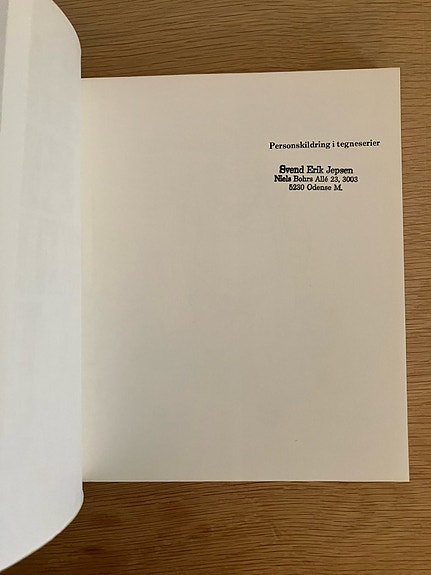 Personskildring i tegneserier
Svend Erik Jepsen
Niels Bohrs Allé 23, 3003
5230 Odense M.